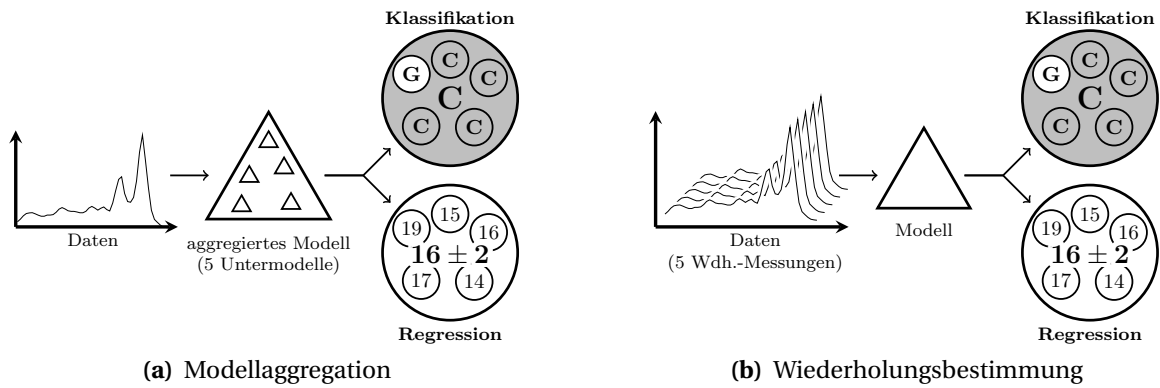 Klassifikation
G
C
C
C
C
C
Daten
aggregiertes Modell
(5 Untermodelle)
15
19
16
16 ± 2
17
14
Regression
(a) Modellaggregation
Klassifikation
G
C
C
C
C
C
Daten
(5 Wdh.-Messungen)
Modell
15
19
16
16 ± 2
17
14
Regression
(b) Wiederholungsbestimmung